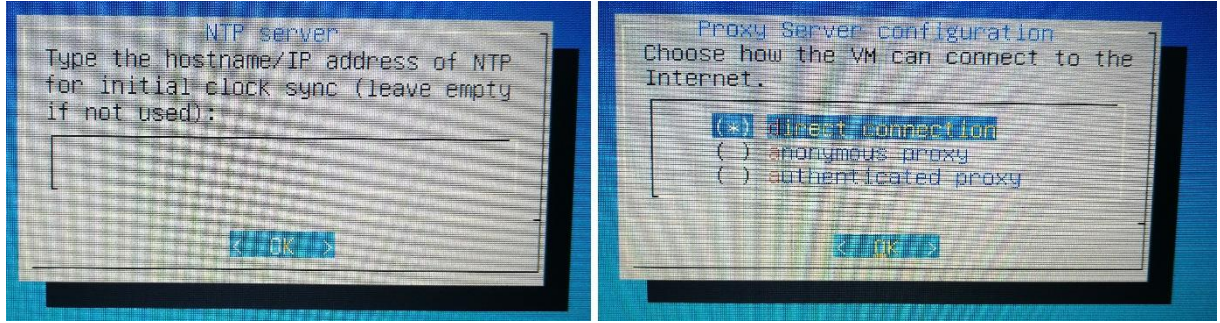 NTP server
Type the hostname/IP address of NTP
for initial clock sync (leave empty
if not used):
< OK >
Proxy Server configuration
Choose how the VM can connect to the
Internet.
(*) direct connection
( ) anonymous proxy
( ) authenticated proxy
< OK >